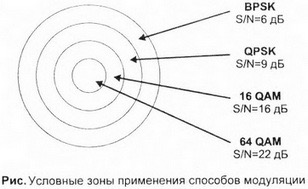 BPSK
S/N=6 дБ
QPSK
S/N=9 дБ
16 QAM
S/N=16 дБ
64 QAM
S/N=22 дБ
Рис. Условные зоны применения способов модуляции